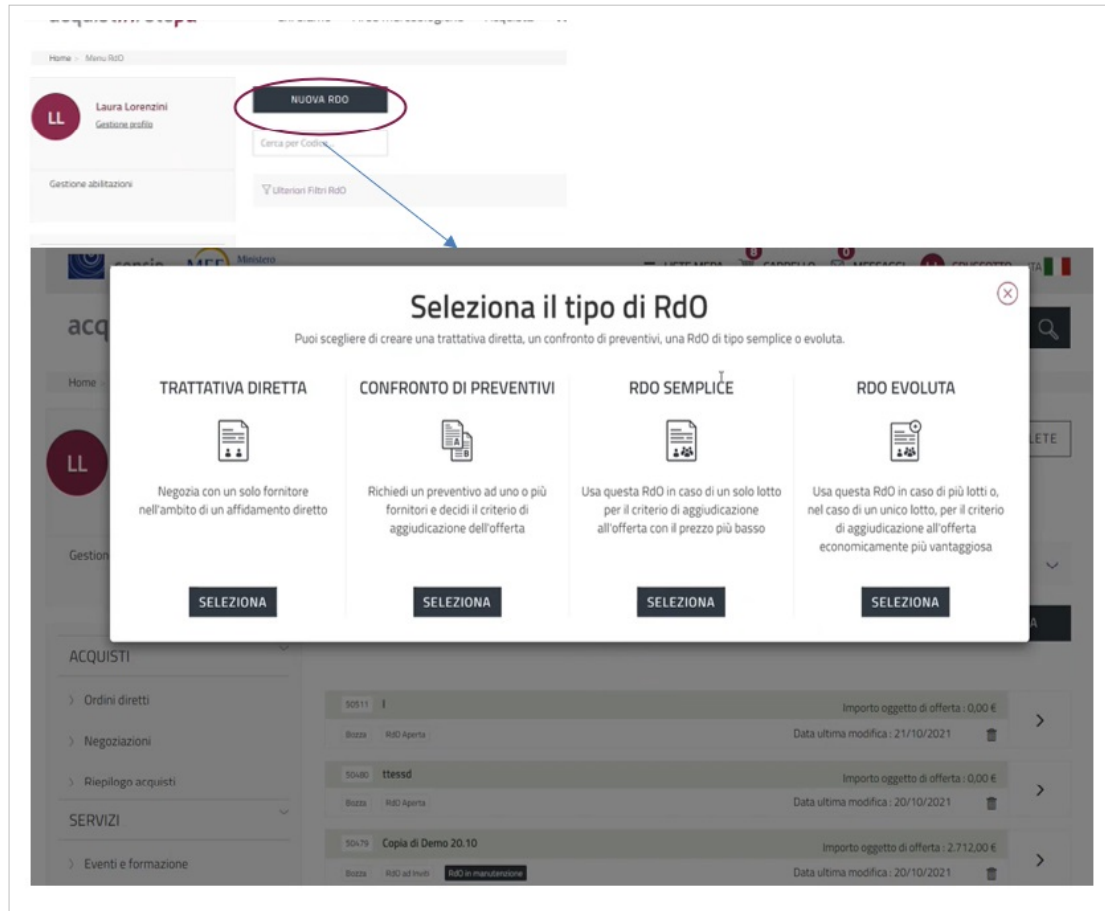 Home > Menu RdO
LL
Laura Lorenzini
Gestione profilo
NUOVA RDO
Cerca per Codice...
Gestione abilitazioni
Ulteriori Filtri RdO
consip MEF Ministero
8
0
LISTE MEPA CARRELLO MESSAGGI LL CRUSCOTTO ITA
acq
Home >
Seleziona il tipo di RdO
Puoi scegliere di creare una trattativa diretta, un confronto di preventivi, una RdO di tipo semplice o evoluta.
TRATTATIVA DIRETTA
Negozia con un solo fornitore
nell'ambito di un affidamento diretto
SELEZIONA
CONFRONTO DI PREVENTIVI
A
B
Richiedi un preventivo ad uno o più
fornitori e decidi il criterio di
aggiudicazione dell'offerta
SELEZIONA
RDO SEMPLICE
Usa questa RdO in caso di un solo lotto
per il criterio di aggiudicazione
all'offerta con il prezzo più basso
SELEZIONA
RDO EVOLUTA
Usa questa RdO in caso di più lotti o,
nel caso di un unico lotto, per il criterio
di aggiudicazione all'offerta
economicamente più vantaggiosa
SELEZIONA
LETE
LL
Gestion
A
ACQUISTI
Ordini diretti
Negoziazioni
Riepilogo acquisti
SERVIZI
Eventi e formazione
50511 I Importo oggetto di offerta : 0,00 €
Bozza RdO Aperta Data ultima modifica : 21/10/2021
50480 ttessd Importo oggetto di offerta : 0,00 €
Bozza RdO Aperta Data ultima modifica : 20/10/2021
50479 Copia di Demo 20.10 Importo oggetto di offerta : 2.712,00 €
Bozza RdO ad Inviti RdO in manutenzione Data ultima modifica : 20/10/2021